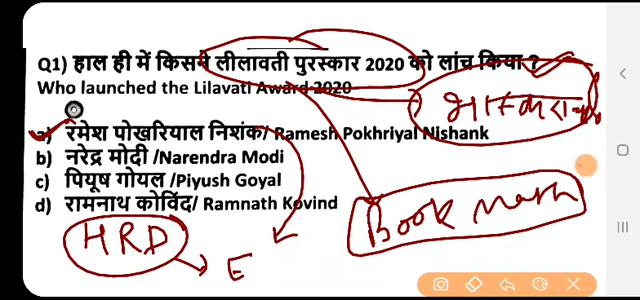 Q1) हाल ही में किसने लीलावती पुरस्कार 2020 को लांच किया ?
Who launched the Lilavati Award 2020
a) रमेश पोखरियाल निशंक/ Ramesh Pokhriyal Nishank
b) नरेद्र मोदी /Narendra Modi
c) पियूष गोयल /Piyush Goyal
d) रामनाथ कोविंद/ Ramnath Kovind
Book Math
HRD
E